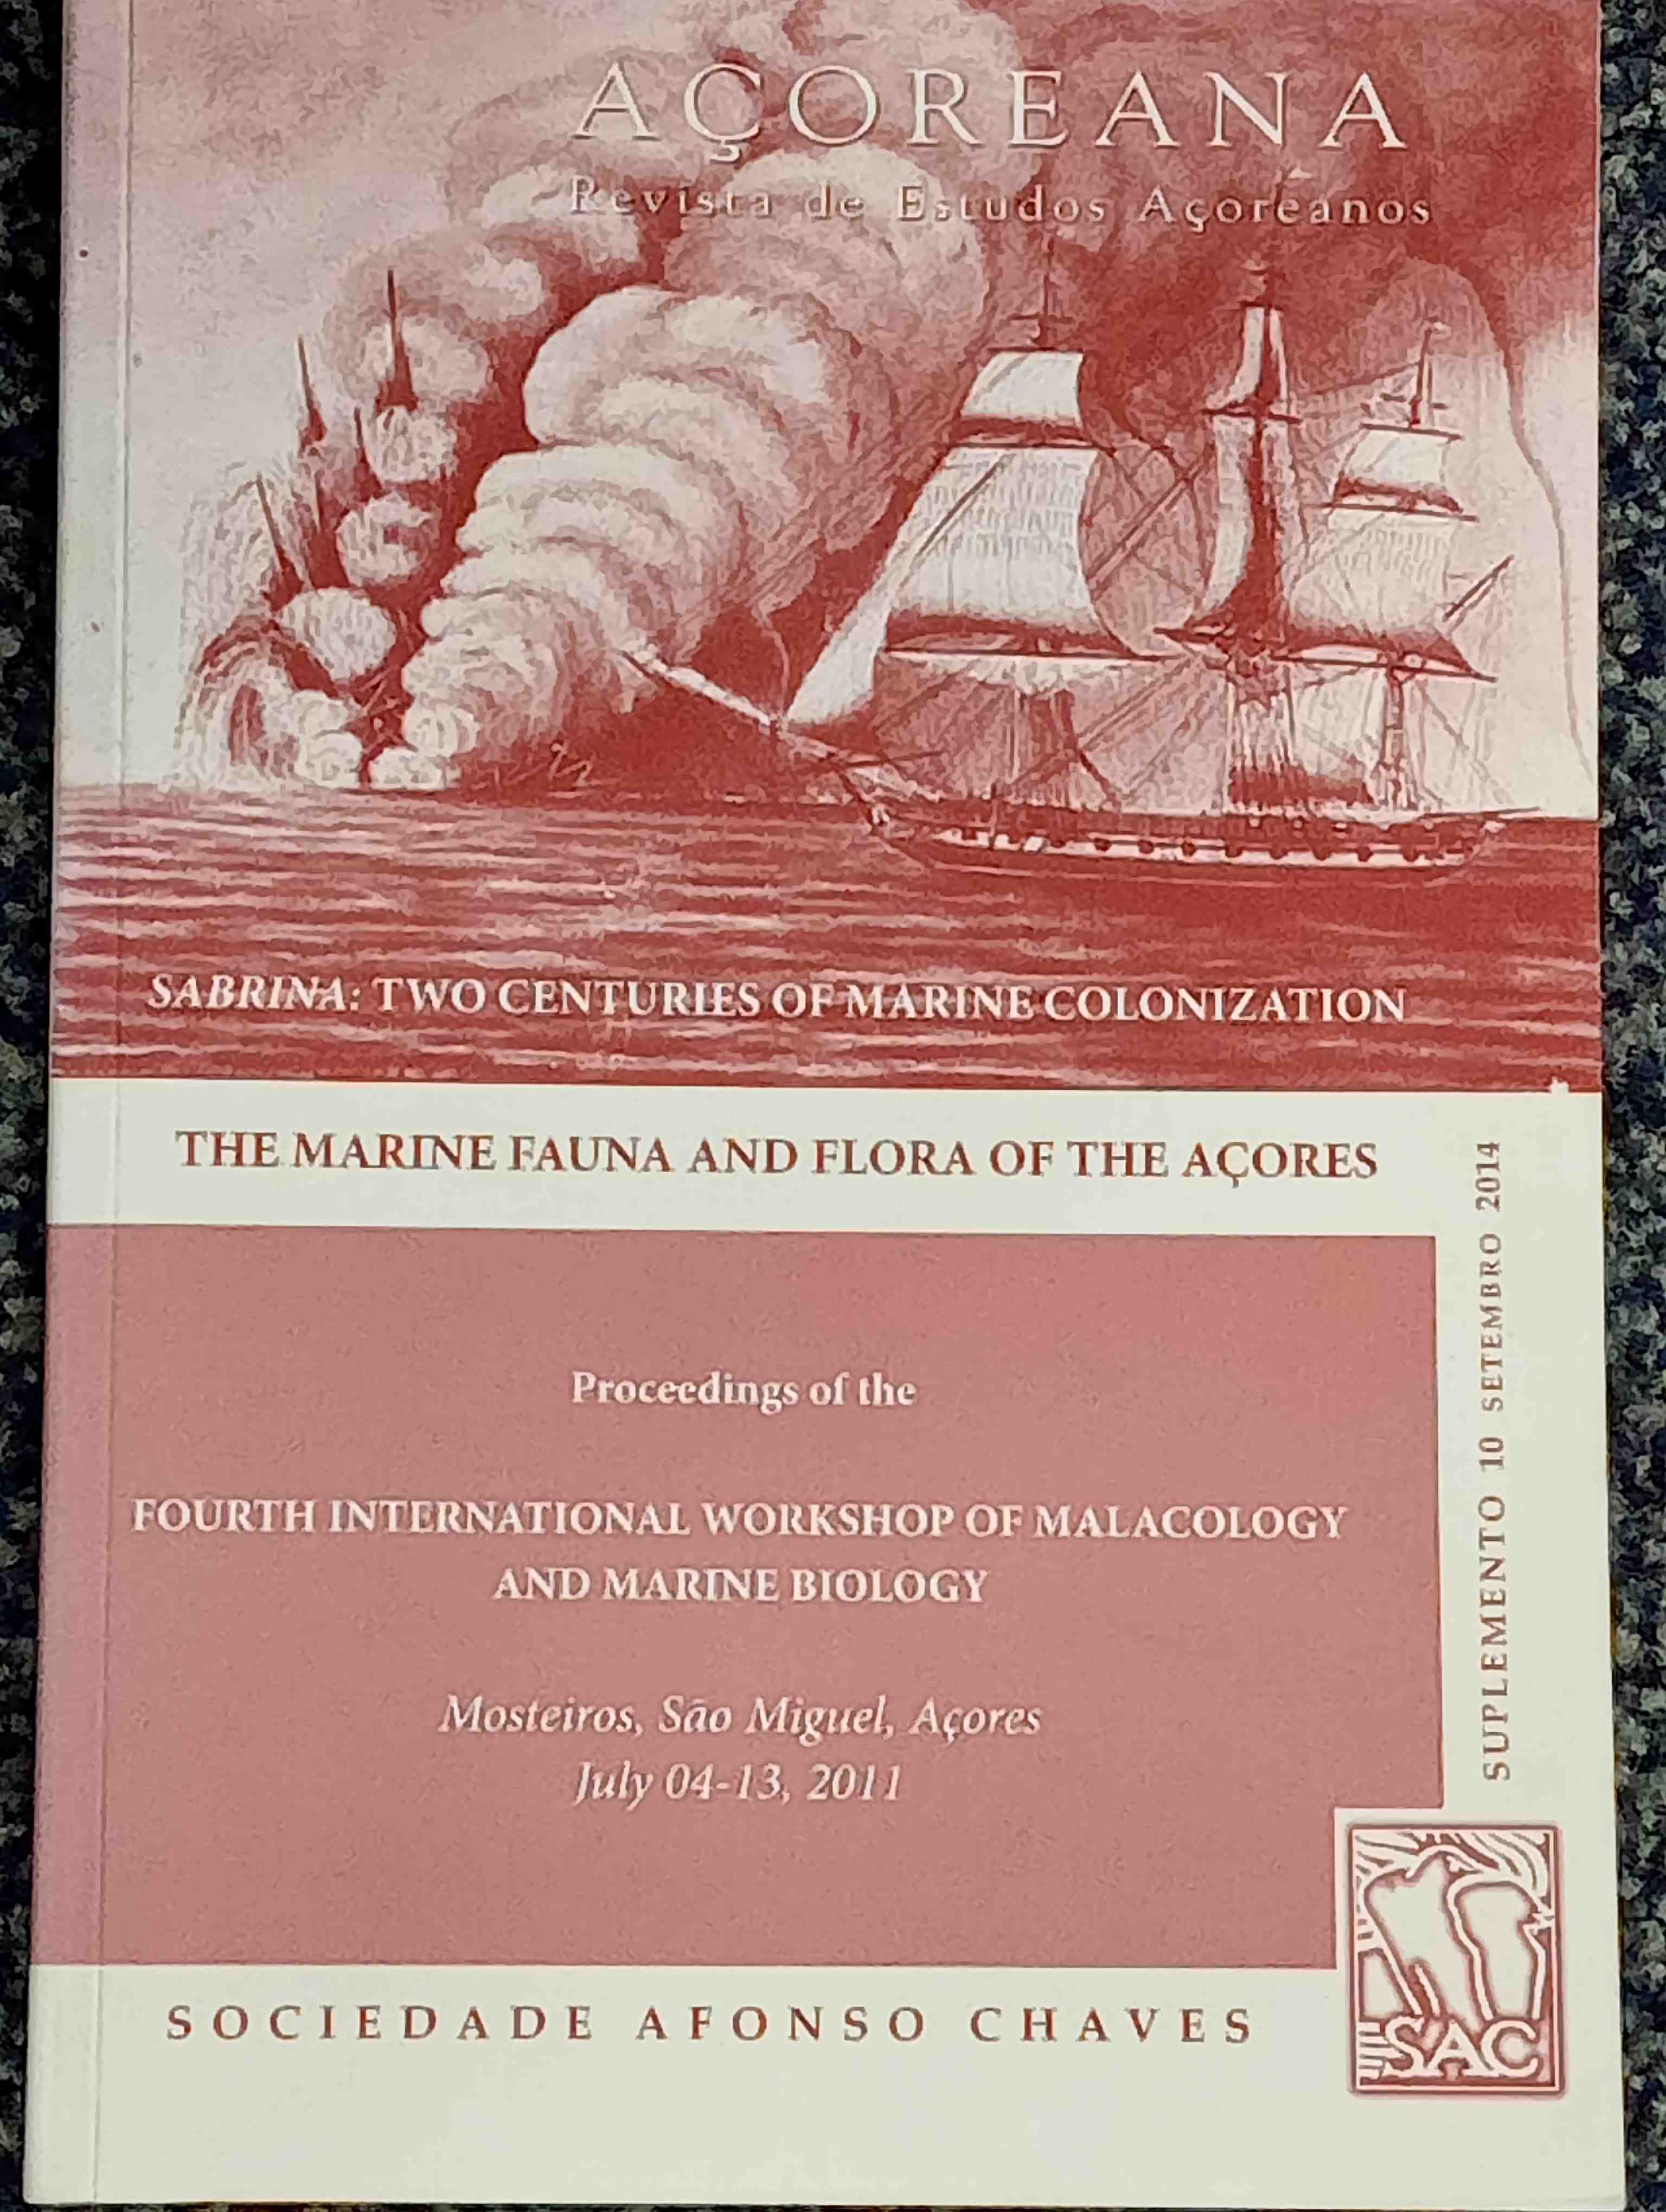 AÇOREANA
Revista de Estudos Açoreanos
SABRINA: TWO CENTURIES OF MARINE COLONIZATION
THE MARINE FAUNA AND FLORA OF THE AÇORES
SUPLEMENTO 10 SETEMBRO 2014
Proceedings of the
FOURTH INTERNATIONAL WORKSHOP OF MALACOLOGY
AND MARINE BIOLOGY
Mosteiros, São Miguel, Açores
July 04-13, 2011
SOCIEDADE AFONSO CHAVES
SAC